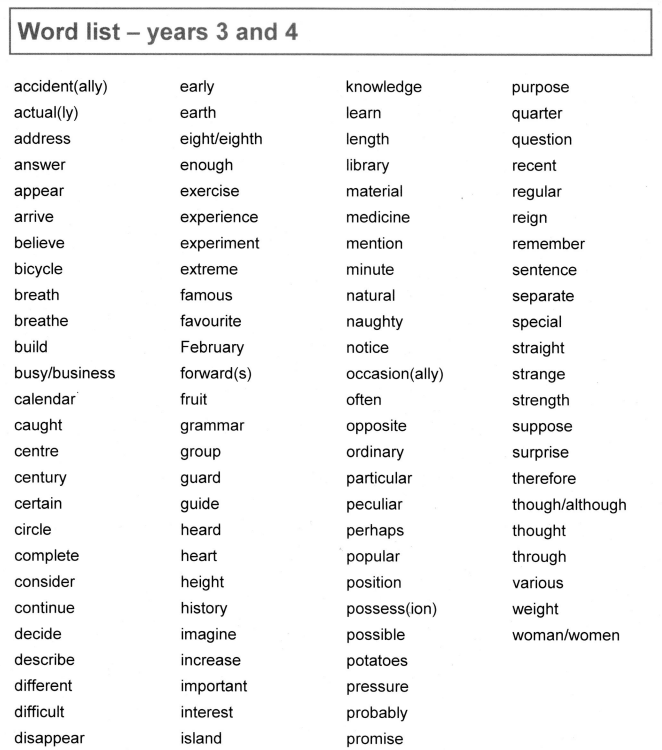 Word list – years 3 and 4
accident(ally)
actual(ly)
address
answer
appear
arrive
believe
bicycle
breath
breathe
build
busy/business
calendar
caught
centre
century
certain
circle
complete
consider
continue
decide
describe
different
difficult
disappear
early
earth
eight/eighth
enough
exercise
experience
experiment
extreme
famous
favourite
February
forward(s)
fruit
grammar
group
guard
guide
heard
heart
height
history
imagine
increase
important
interest
island
knowledge
learn
length
library
material
medicine
mention
minute
natural
naughty
notice
occasion(ally)
often
opposite
ordinary
particular
peculiar
perhaps
popular
position
possess(ion)
possible
potatoes
pressure
probably
promise
purpose
quarter
question
recent
regular
reign
remember
sentence
separate
special
straight
strange
strength
suppose
surprise
therefore
though/although
thought
through
various
weight
woman/women